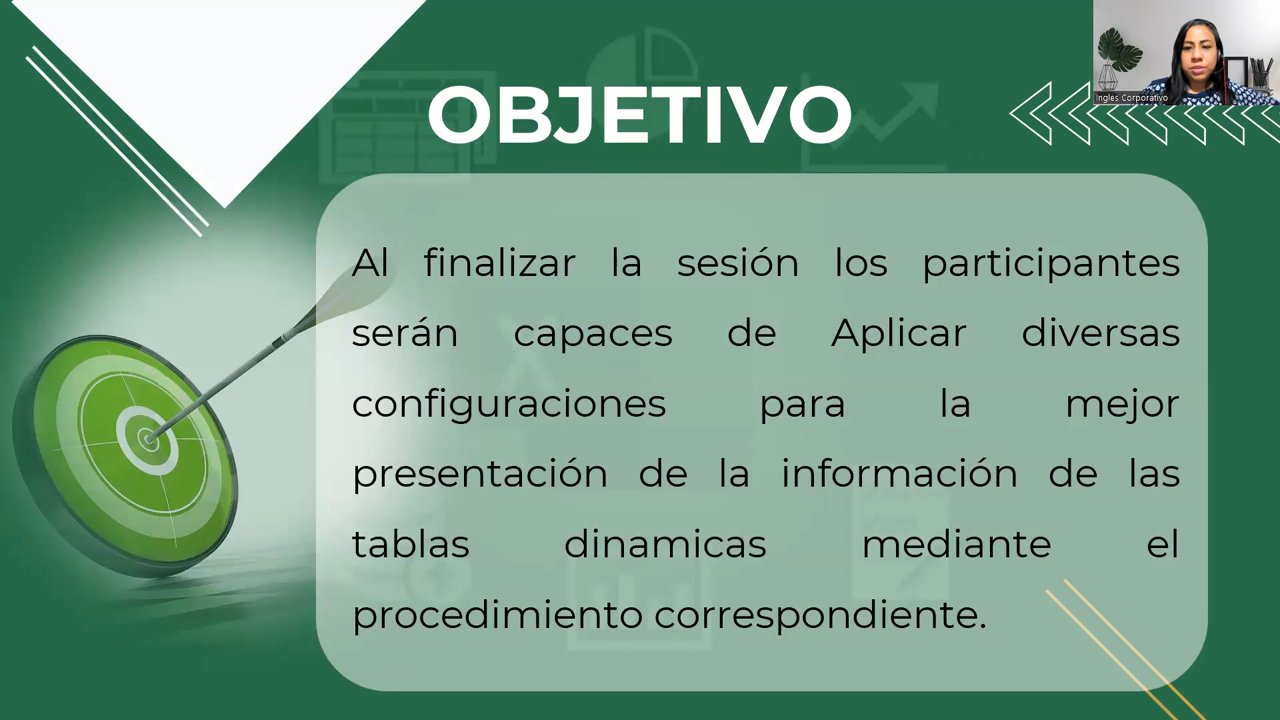 OBJETIVO
Ingles Corporativo
Al finalizar la sesión los participantes
serán capaces de Aplicar diversas
configuraciones para la mejor
presentación de la información de las
tablas dinamicas mediante el
procedimiento correspondiente.